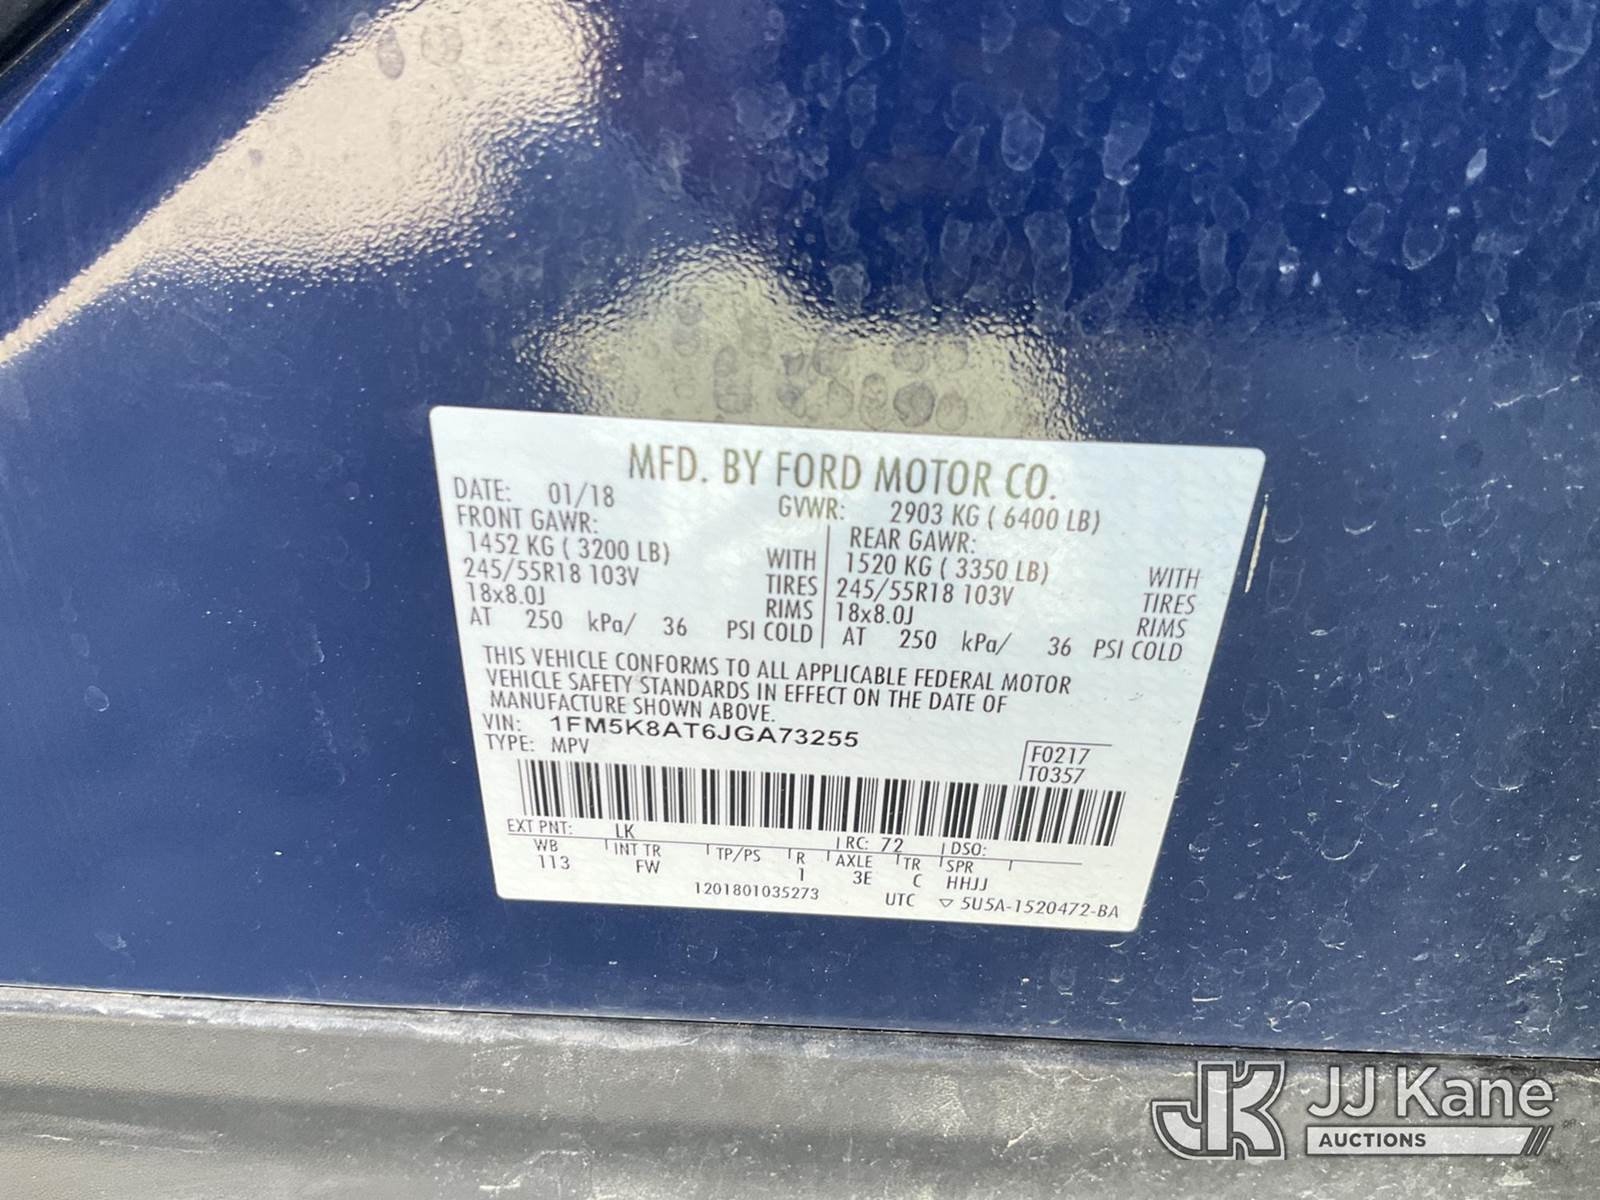 MFD. BY FORD MOTOR CO.
DATE: 01/18 GVWR: 2903 KG ( 6400 LB)
FRONT GAWR: REAR GAWR:
1452 KG ( 3200 LB) WITH 1520 KG ( 3350 LB) WITH
245/55R18 103V TIRES 245/55R18 103V TIRES
18x8.0J RIMS 18x8.0J RIMS
AT 250 kPa/ 36 PSI COLD AT 250 kPa/ 36 PSI COLD
THIS VEHICLE CONFORMS TO ALL APPLICABLE FEDERAL MOTOR
VEHICLE SAFETY STANDARDS IN EFFECT ON THE DATE OF
MANUFACTURE SHOWN ABOVE.
VIN: 1FM5K8AT6JGA73255
TYPE: MPV F0217
T0357
EXT PNT: LK RC: 72 DSO:
WB INT TR TP/PS R AXLE TR SPR
113 FW 1 3E C HHJJ
1201801035273 UTC ▽ 5U5A-1520472-BA
JK JJ Kane
AUCTIONS